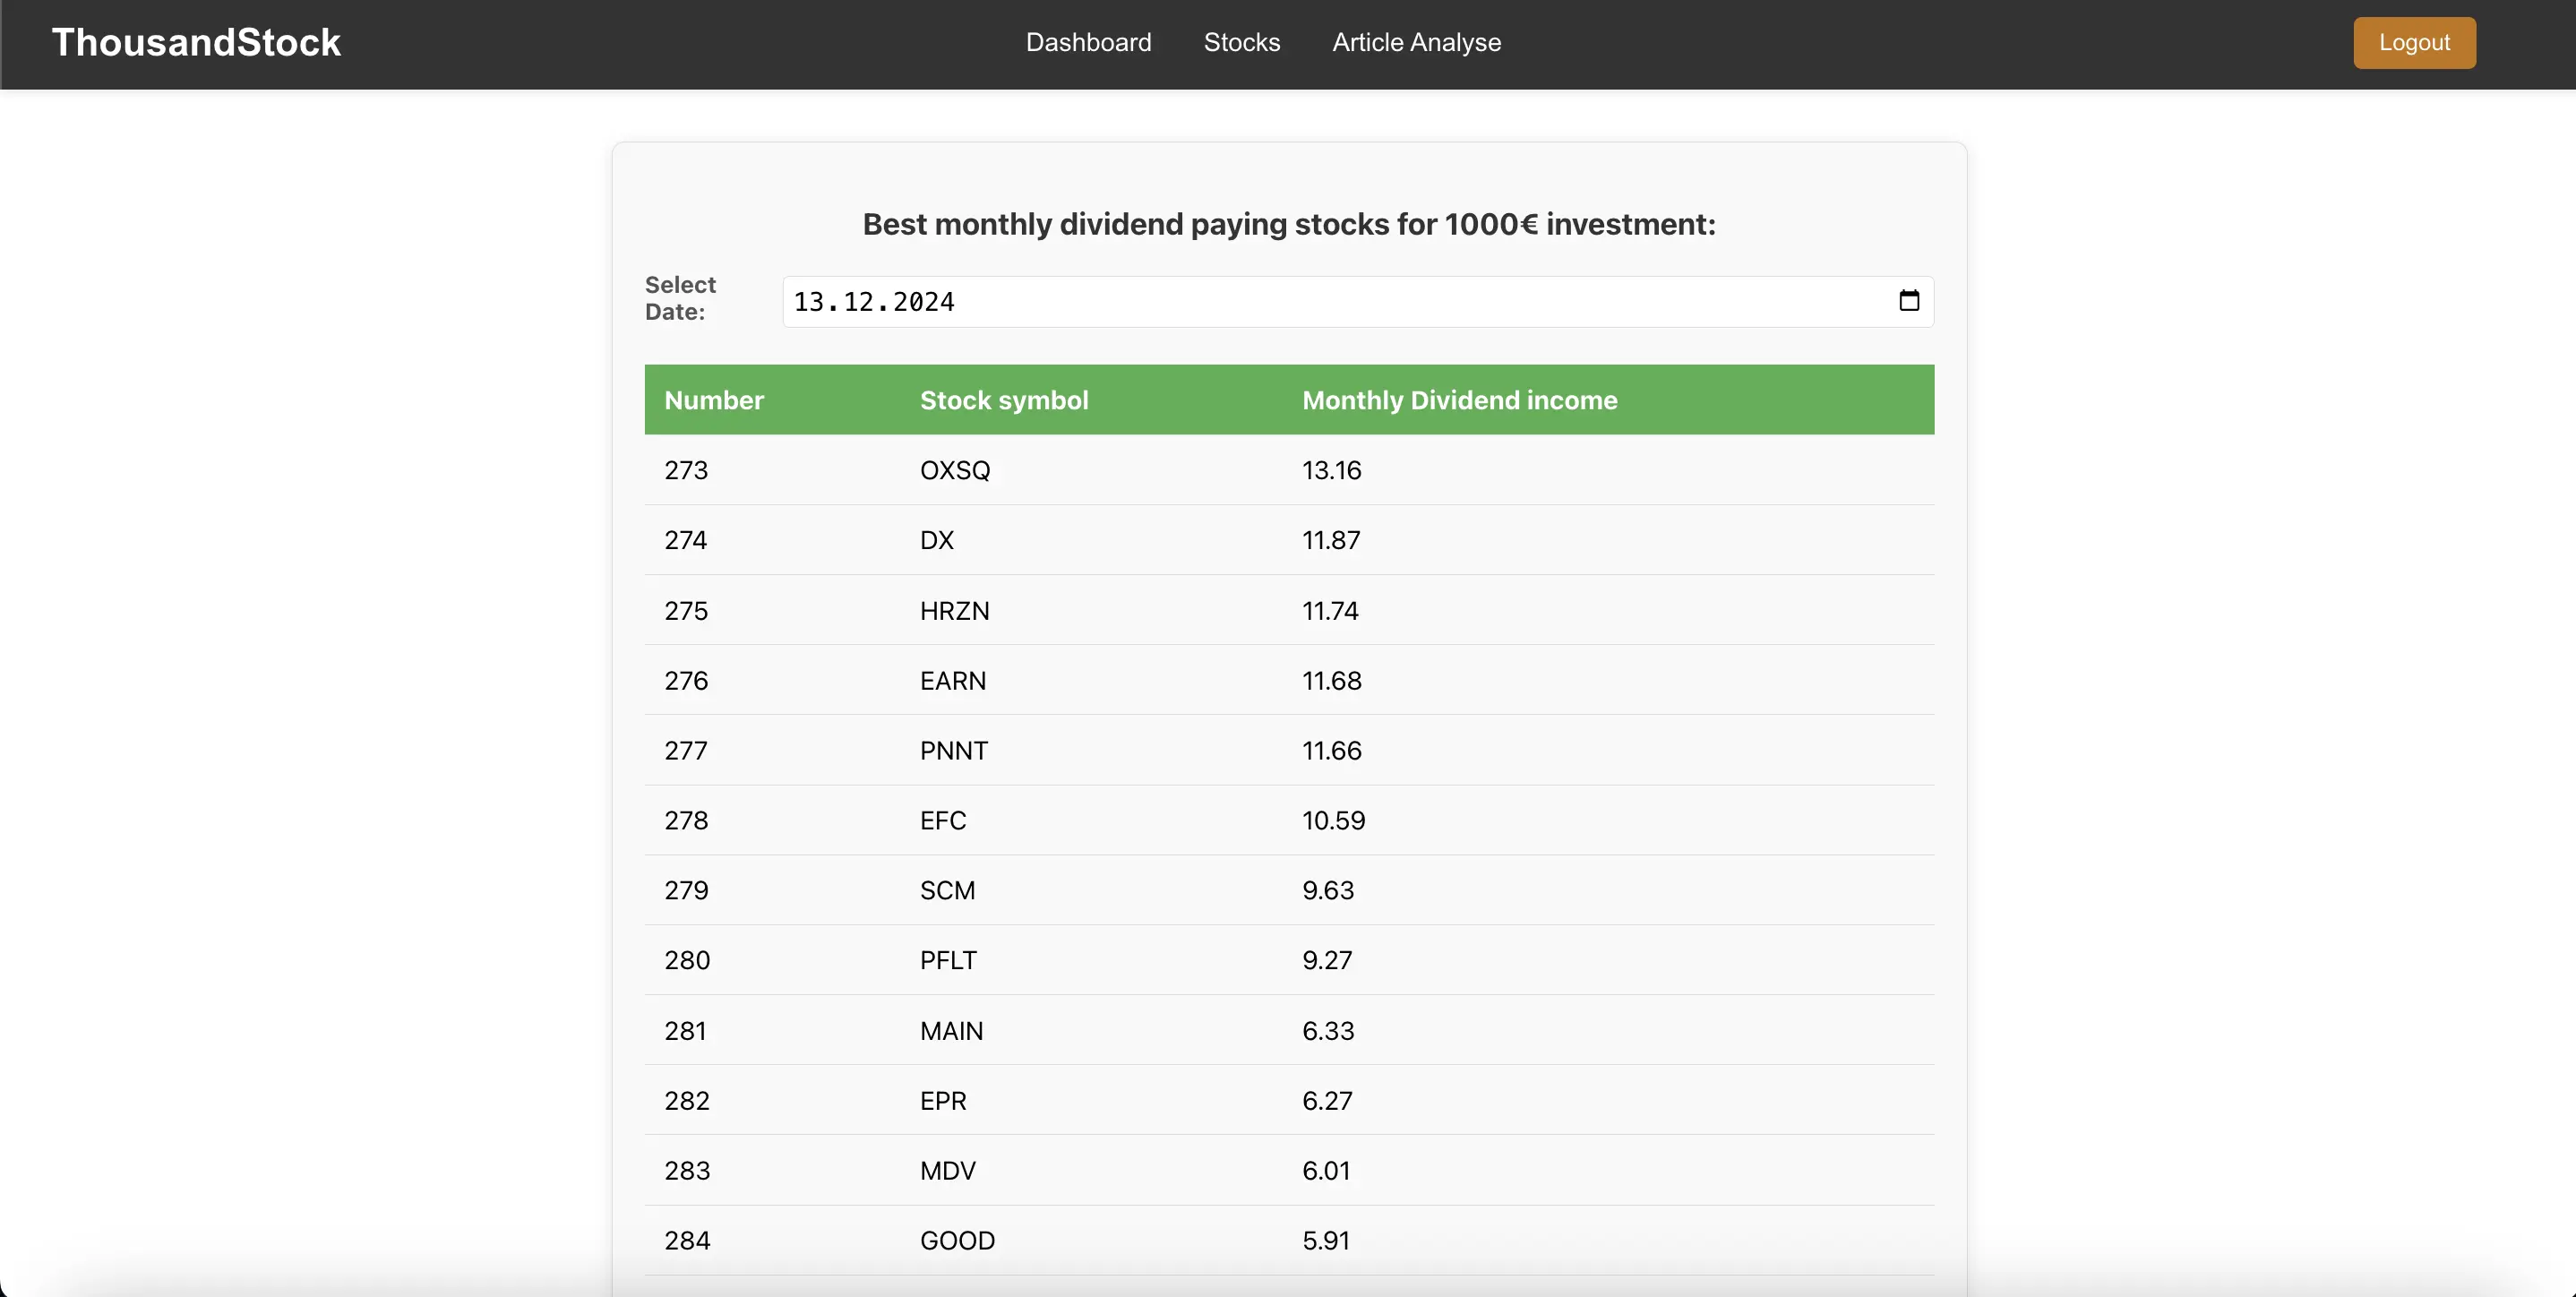 ThousandStock Dashboard Stocks Article Analyse Logout
Best monthly dividend paying stocks for 1000€ investment:
Select
Date:
13.12.2024
Number Stock symbol Monthly Dividend income
273 OXSQ 13.16
274 DX 11.87
275 HRZN 11.74
276 EARN 11.68
277 PNNT 11.66
278 EFC 10.59
279 SCM 9.63
280 PFLT 9.27
281 MAIN 6.33
282 EPR 6.27
283 MDV 6.01
284 GOOD 5.91